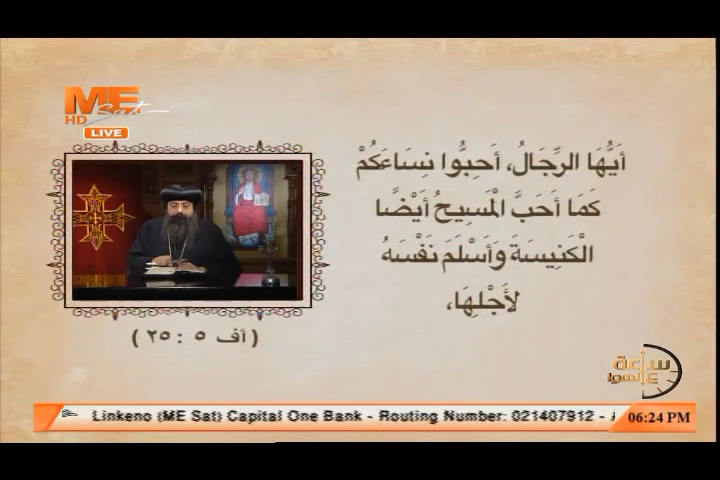 ME
Sat
HD
LIVE
أَيُّهَا الرِّجَالُ، أَحِبُّوا نِسَاءَكُمْ
كَمَا أَحَبَّ الْمَسِيحُ أَيْضًا
الْكَنِيسَةَ وَأَسْلَمَ نَفْسَهُ
لأَجْلِهَا،
( أف ٥ : ٢٥ )
ساعة
عالهوا
Linkeno (ME Sat) Capital One Bank - Routing Number: 021407912 -
06:24 PM